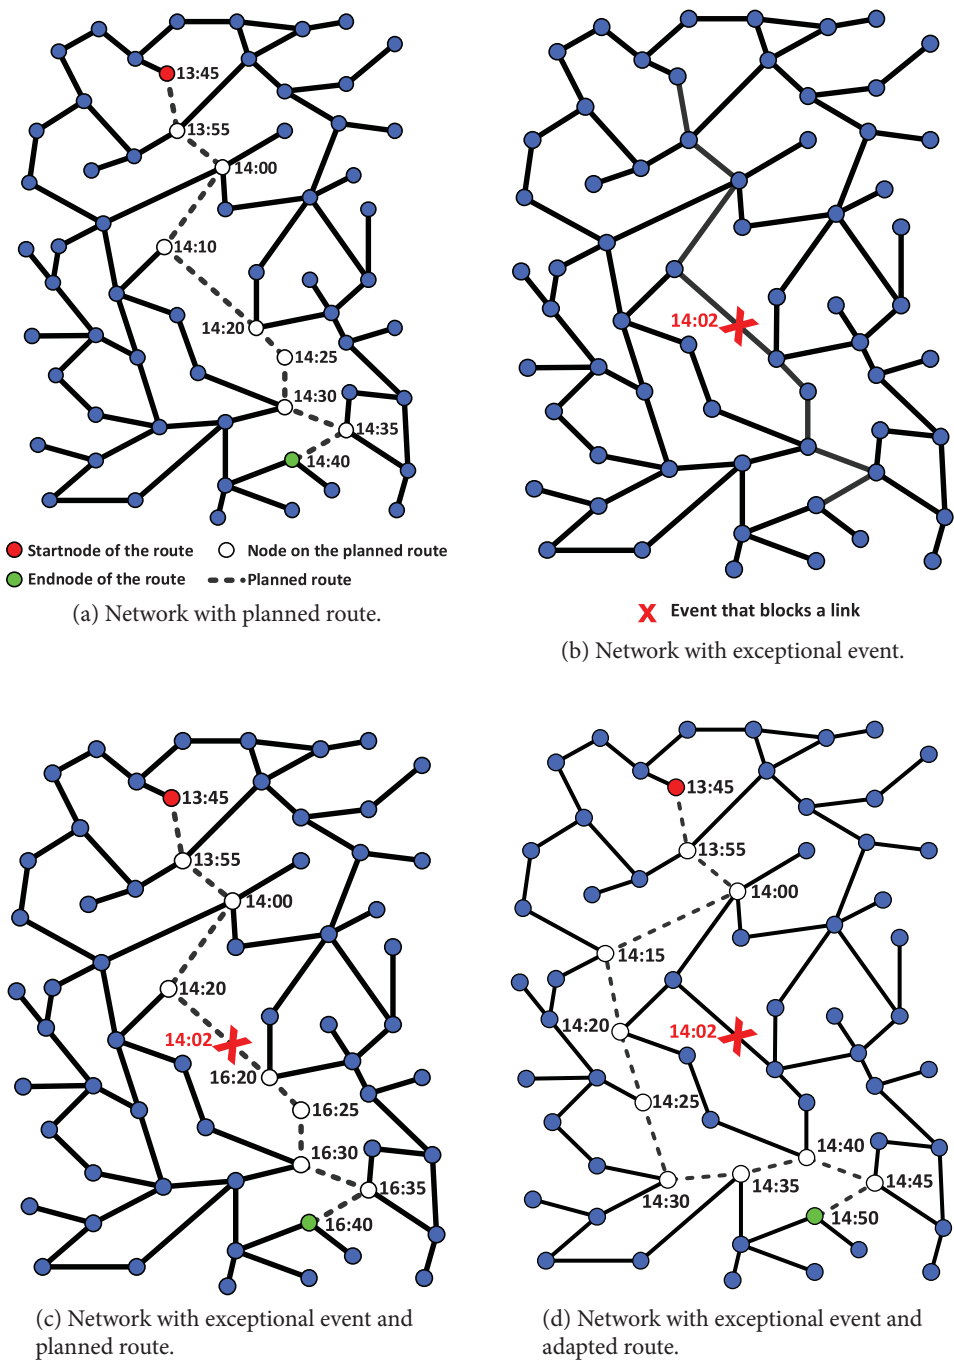 13:45
13:55
14:00
14:10
14:20
14:25
14:30
14:35
14:40
Startnode of the route
Node on the planned route
Endnode of the route
Planned route
(a) Network with planned route.
14:02
X Event that blocks a link
(b) Network with exceptional event.
13:45
13:55
14:00
14:20
14:02
16:20
16:25
16:30
16:35
16:40
(c) Network with exceptional event and
planned route.
13:45
13:55
14:00
14:15
14:20
14:02
14:25
14:40
14:30
14:35
14:45
14:50
(d) Network with exceptional event and
adapted route.